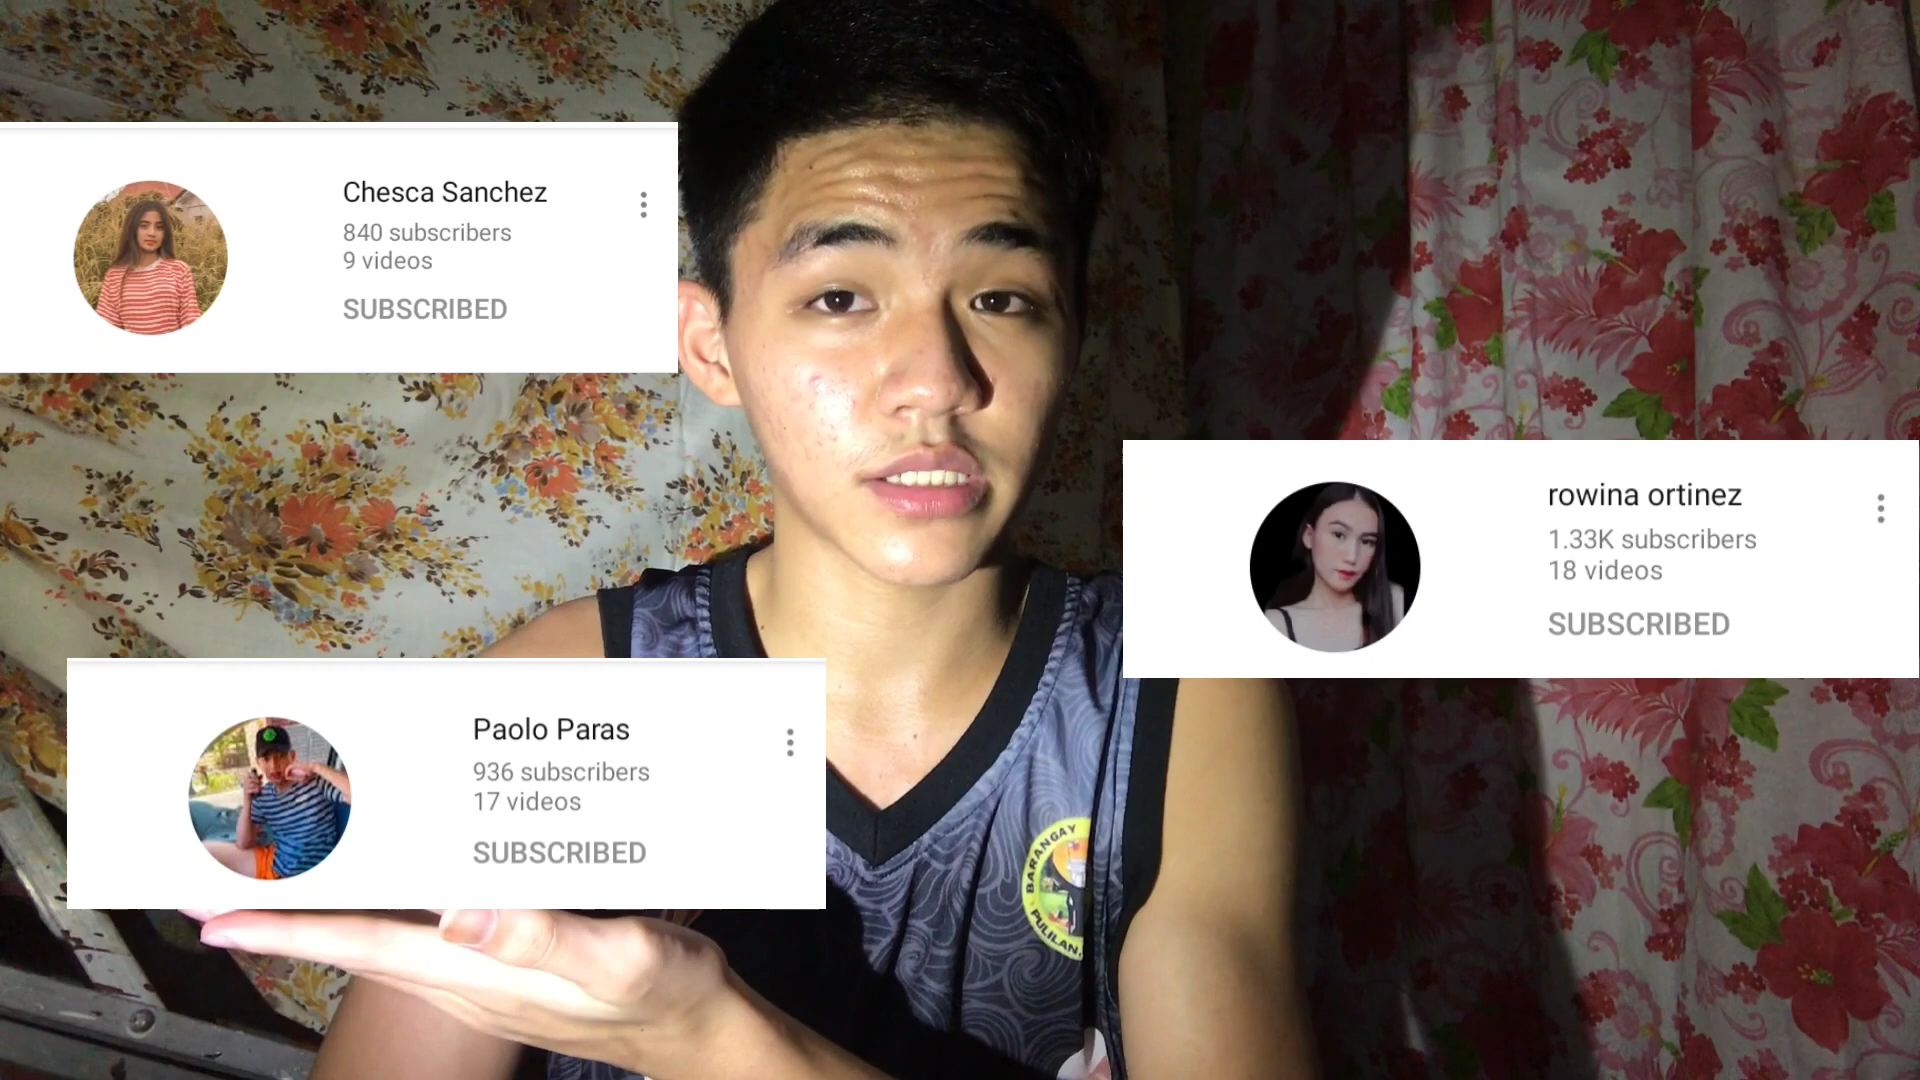 Chesca Sanchez
840 subscribers
9 videos
SUBSCRIBED
rowina ortinez
1.33K subscribers
18 videos
SUBSCRIBED
Paolo Paras
936 subscribers
17 videos
SUBSCRIBED
BARANGAY
PULILAN,